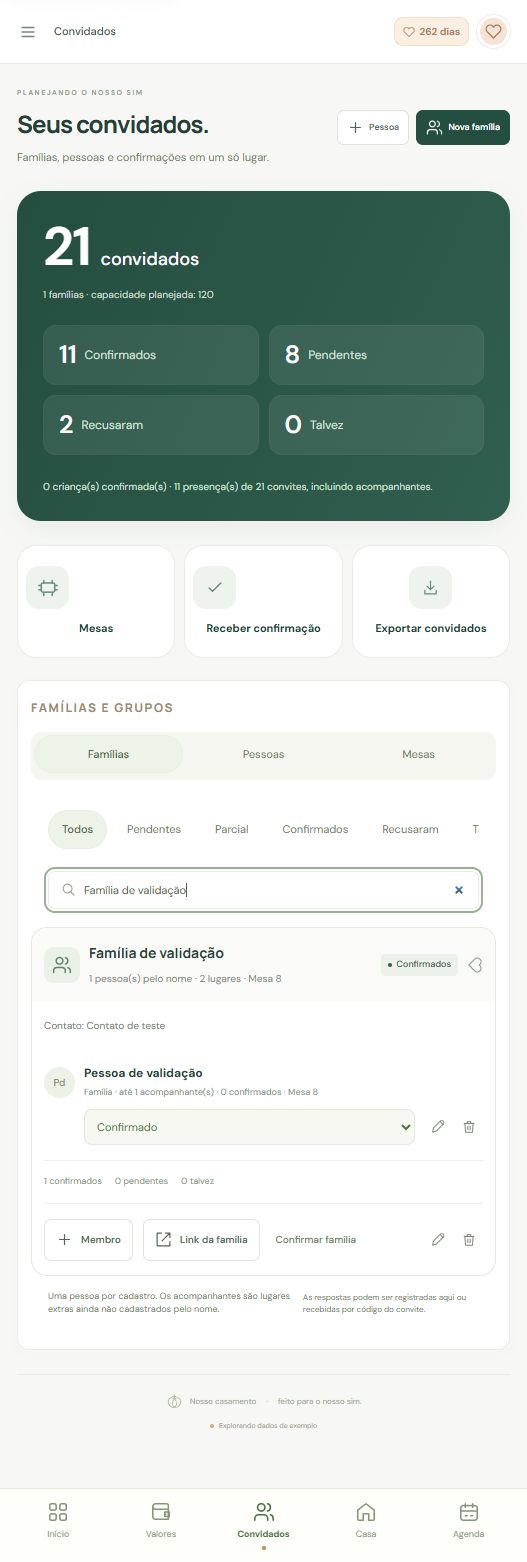 Convidados
262 dias
PLANEJANDO O NOSSO SIM
Seus convidados.
Pessoa
Nova família
Famílias, pessoas e confirmações em um só lugar.
21 convidados
1 famílias · capacidade planejada: 120
11 Confirmados
8 Pendentes
2 Recusaram
0 Talvez
0 criança(s) confirmada(s) · 11 presença(s) de 21 convites, incluindo acompanhantes.
Mesas
Receber confirmação
Exportar convidados
FAMÍLIAS E GRUPOS
Famílias
Pessoas
Mesas
Todos
Pendentes
Parcial
Confirmados
Recusaram
T
Família de validação
Família de validação
1 pessoa(s) pelo nome · 2 lugares · Mesa 8
Confirmados
Contato: Contato de teste
Pd
Pessoa de validação
Família · até 1 acompanhante(s) · 0 confirmados · Mesa 8
Confirmado
1 confirmados
0 pendentes
0 talvez
Membro
Link da família
Confirmar família
Uma pessoa por cadastro. Os acompanhantes são lugares
extras ainda não cadastrados pelo nome.
As respostas podem ser registradas aqui ou
recebidas por código do convite.
Nosso casamento · feito para o nosso sim.
Explorando dados de exemplo
Início
Valores
Convidados
Casa
Agenda